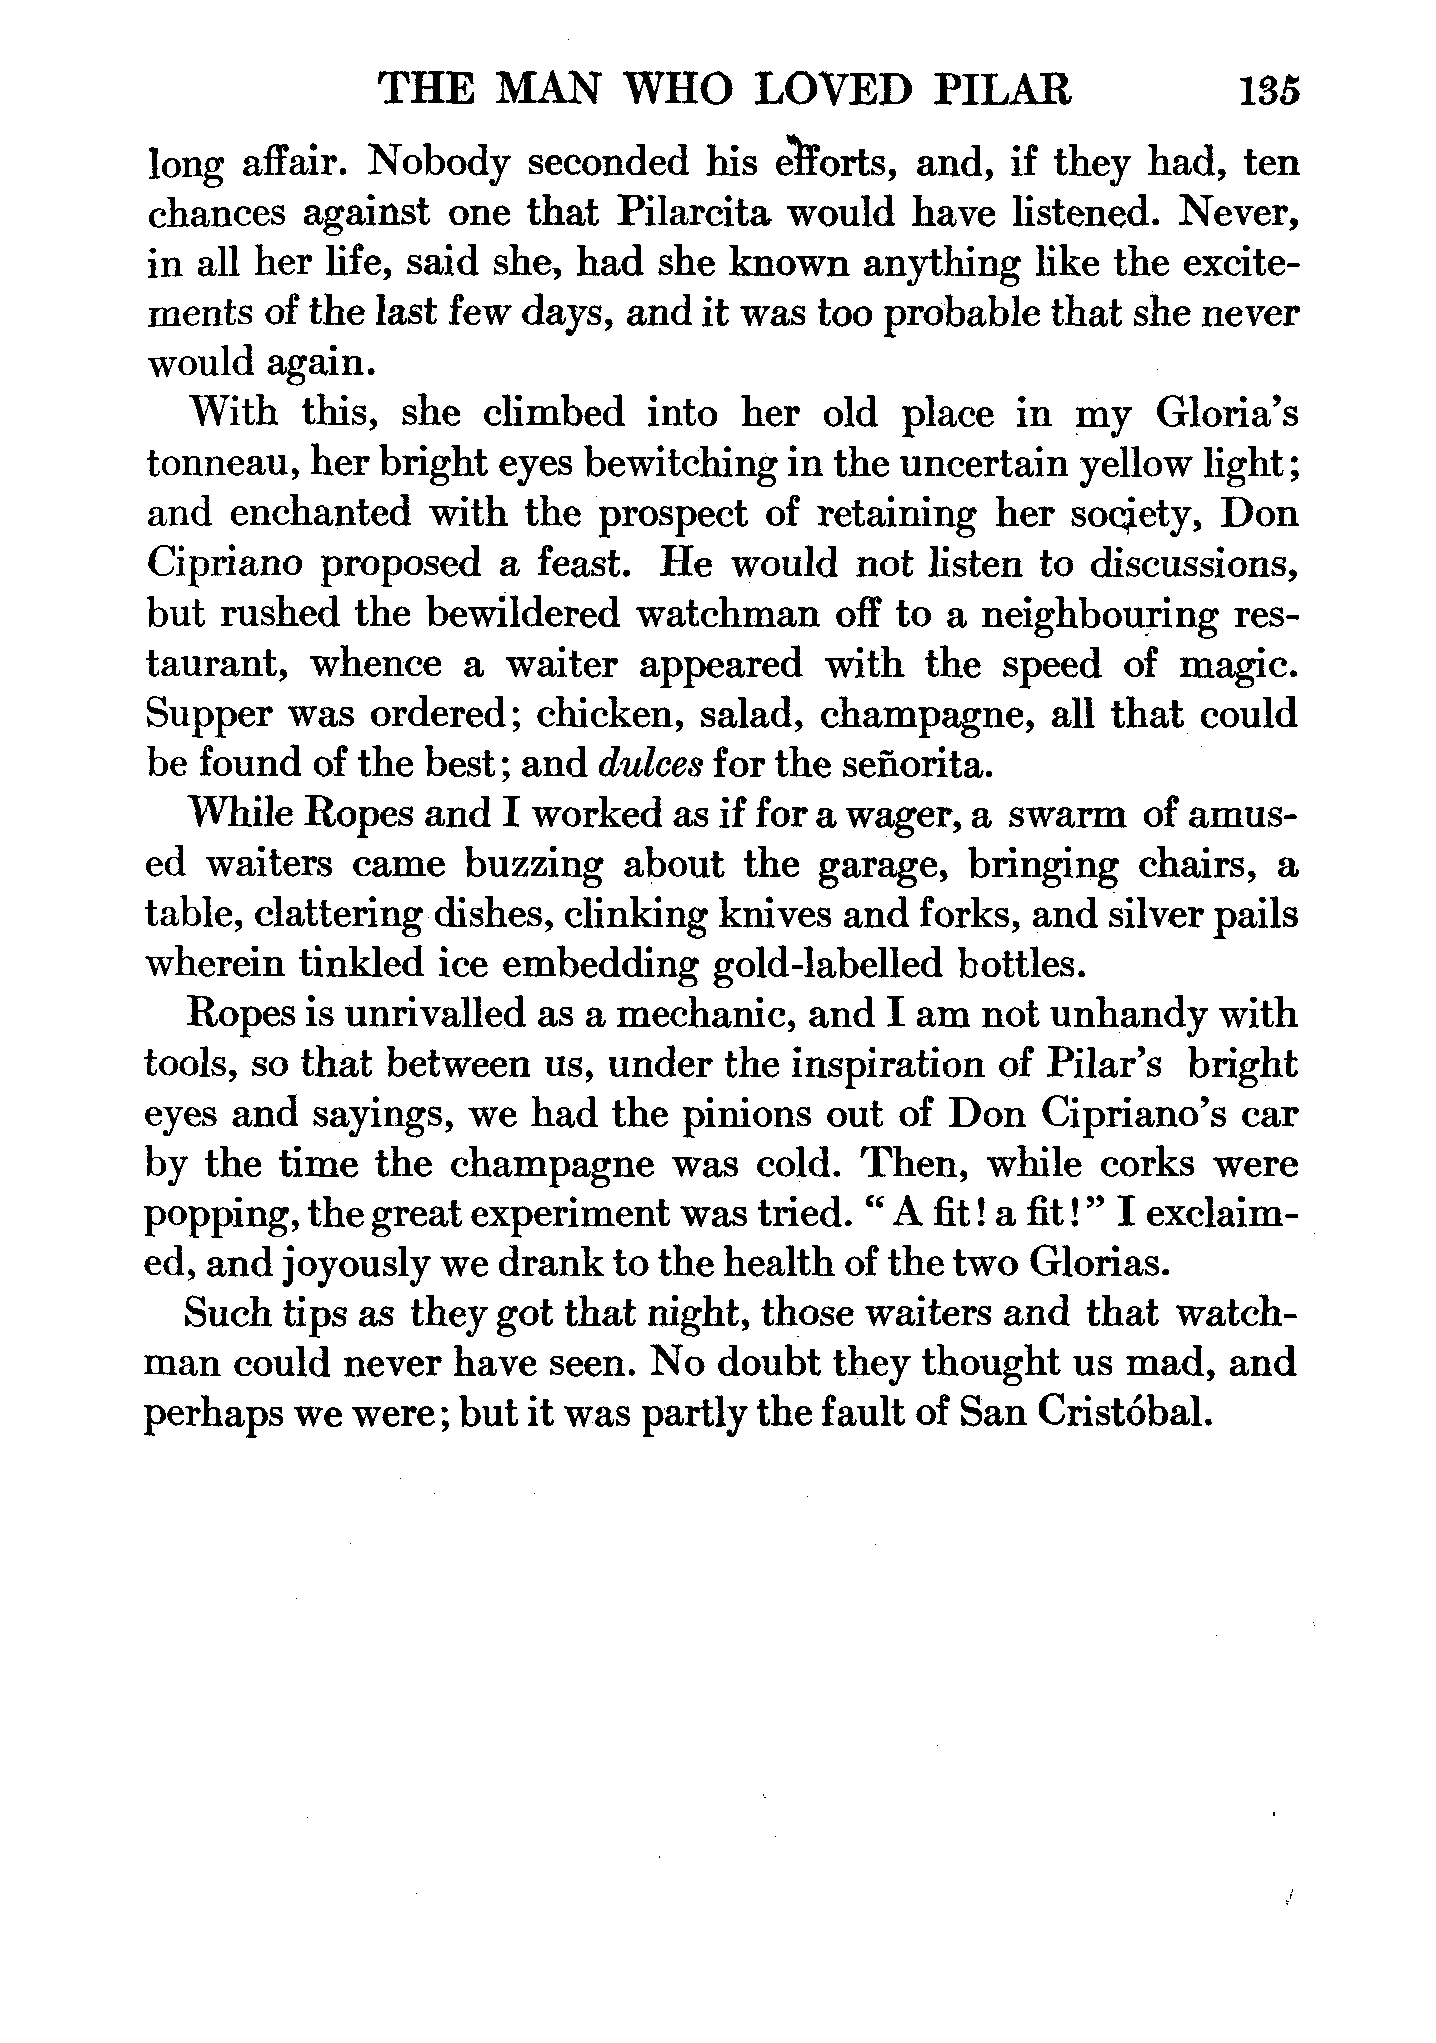 THE MAN WHO LOVED PILAR 135
long affair. Nobody seconded his efforts, and, if they had, ten
chances against one that Pilarcita would have listened. Never,
in all her life, said she, had she known anything like the excite-
ments of the last few days, and it was too probable that she never
would again.
With this, she climbed into her old place in my Gloria's
tonneau, her bright eyes bewitching in the uncertain yellow light;
and enchanted with the prospect of retaining her society, Don
Cipriano proposed a feast. He would not listen to discussions,
but rushed the bewildered watchman off to a neighbouring res-
taurant, whence a waiter appeared with the speed of magic.
Supper was ordered; chicken, salad, champagne, all that could
be found of the best; and dulces for the señorita.
While Ropes and I worked as if for a wager, a swarm of amus-
ed waiters came buzzing about the garage, bringing chairs, a
table, clattering dishes, clinking knives and forks, and silver pails
wherein tinkled ice embedding gold-labelled bottles.
Ropes is unrivalled as a mechanic, and I am not unhandy with
tools, so that between us, under the inspiration of Pilar's bright
eyes and sayings, we had the pinions out of Don Cipriano's car
by the time the champagne was cold. Then, while corks were
popping, the great experiment was tried. "A fit! a fit!" I exclaim-
ed, and joyously we drank to the health of the two Glorias.
Such tips as they got that night, those waiters and that watch-
man could never have seen. No doubt they thought us mad, and
perhaps we were; but it was partly the fault of San Cristóbal.